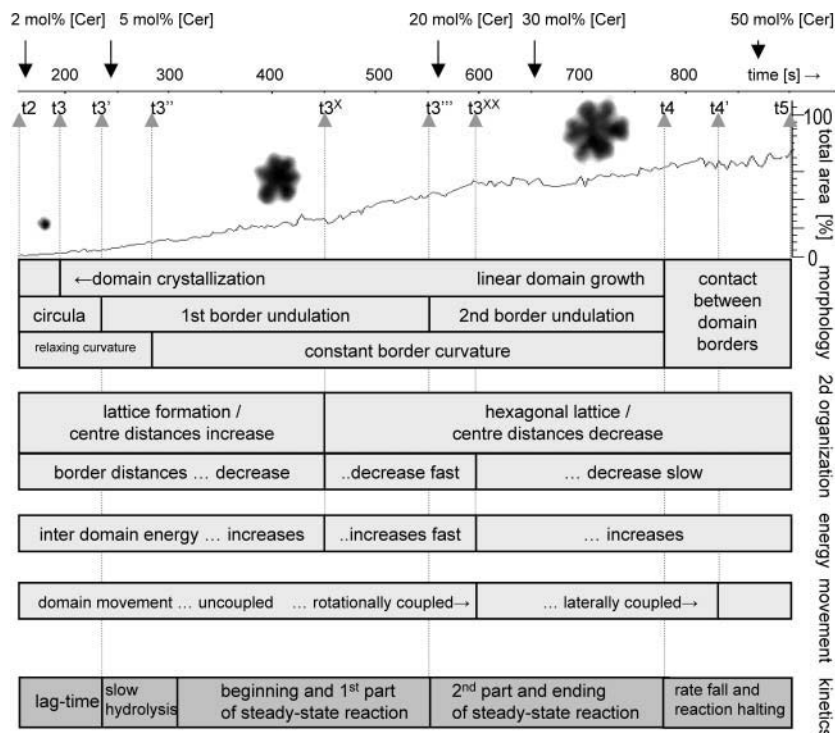 2 mol% [Cer] 5 mol% [Cer] 20 mol% [Cer] 30 mol% [Cer] 50 mol% [Cer]
200 300 400 500 600 700 800 time [s] →
t2 t3 t3' t3'' t3ˣ t3''' t3ˣˣ t4 t4' t5
100
total area [%]
0
morphology
←domain crystallization linear domain growth
contact
between
domain
borders
circula 1st border undulation 2nd border undulation
relaxing curvature constant border curvature
2d organization
lattice formation /
centre distances increase
hexagonal lattice /
centre distances decrease
border distances ... decrease ..decrease fast ... decrease slow
energy
inter domain energy ... increases ..increases fast ... increases
movement
domain movement ... uncoupled ... rotationally coupled→ ... laterally coupled→
kinetics
lag-time
slow
hydrolysis
beginning and 1st part
of steady-state reaction
2nd part and ending
of steady-state reaction
rate fall and
reaction halting